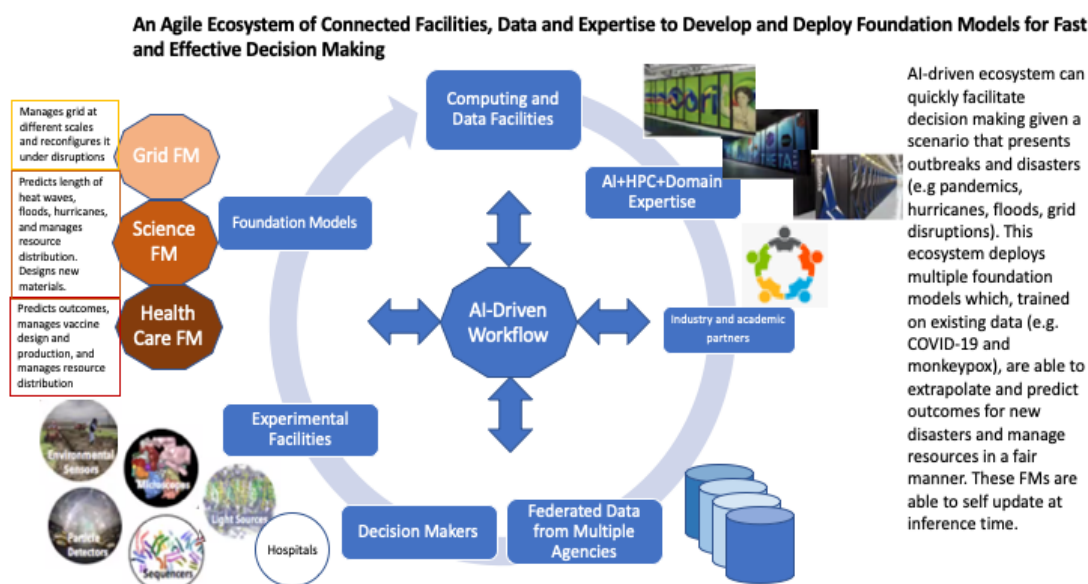 An Agile Ecosystem of Connected Facilities, Data and Expertise to Develop and Deploy Foundation Models for Fast
and Effective Decision Making
Manages grid at
different scales
and reconfigures it
under disruptions
Grid FM
Predicts length of
heat waves,
floods, hurricanes,
and manages
resource
distribution.
Designs new
materials.
Science
FM
Predicts outcomes,
manages vaccine
design and
production, and
manages resource
distribution
Health
Care FM
Foundation Models
Computing and
Data Facilities
AI+HPC+Domain
Expertise
Industry and academic
partners
AI-Driven
Workflow
Experimental
Facilities
Decision Makers
Federated Data
from Multiple
Agencies
Environmental
Sensors
Microscopes
Light Sources
Particle
Detectors
Sequencers
Hospitals
AI-driven ecosystem can
quickly facilitate
decision making given a
scenario that presents
outbreaks and disasters
(e.g pandemics,
hurricanes, floods, grid
disruptions). This
ecosystem deploys
multiple foundation
models which, trained
on existing data (e.g.
COVID-19 and
monkeypox), are able to
extrapolate and predict
outcomes for new
disasters and manage
resources in a fair
manner. These FMs are
able to self update at
inference time.